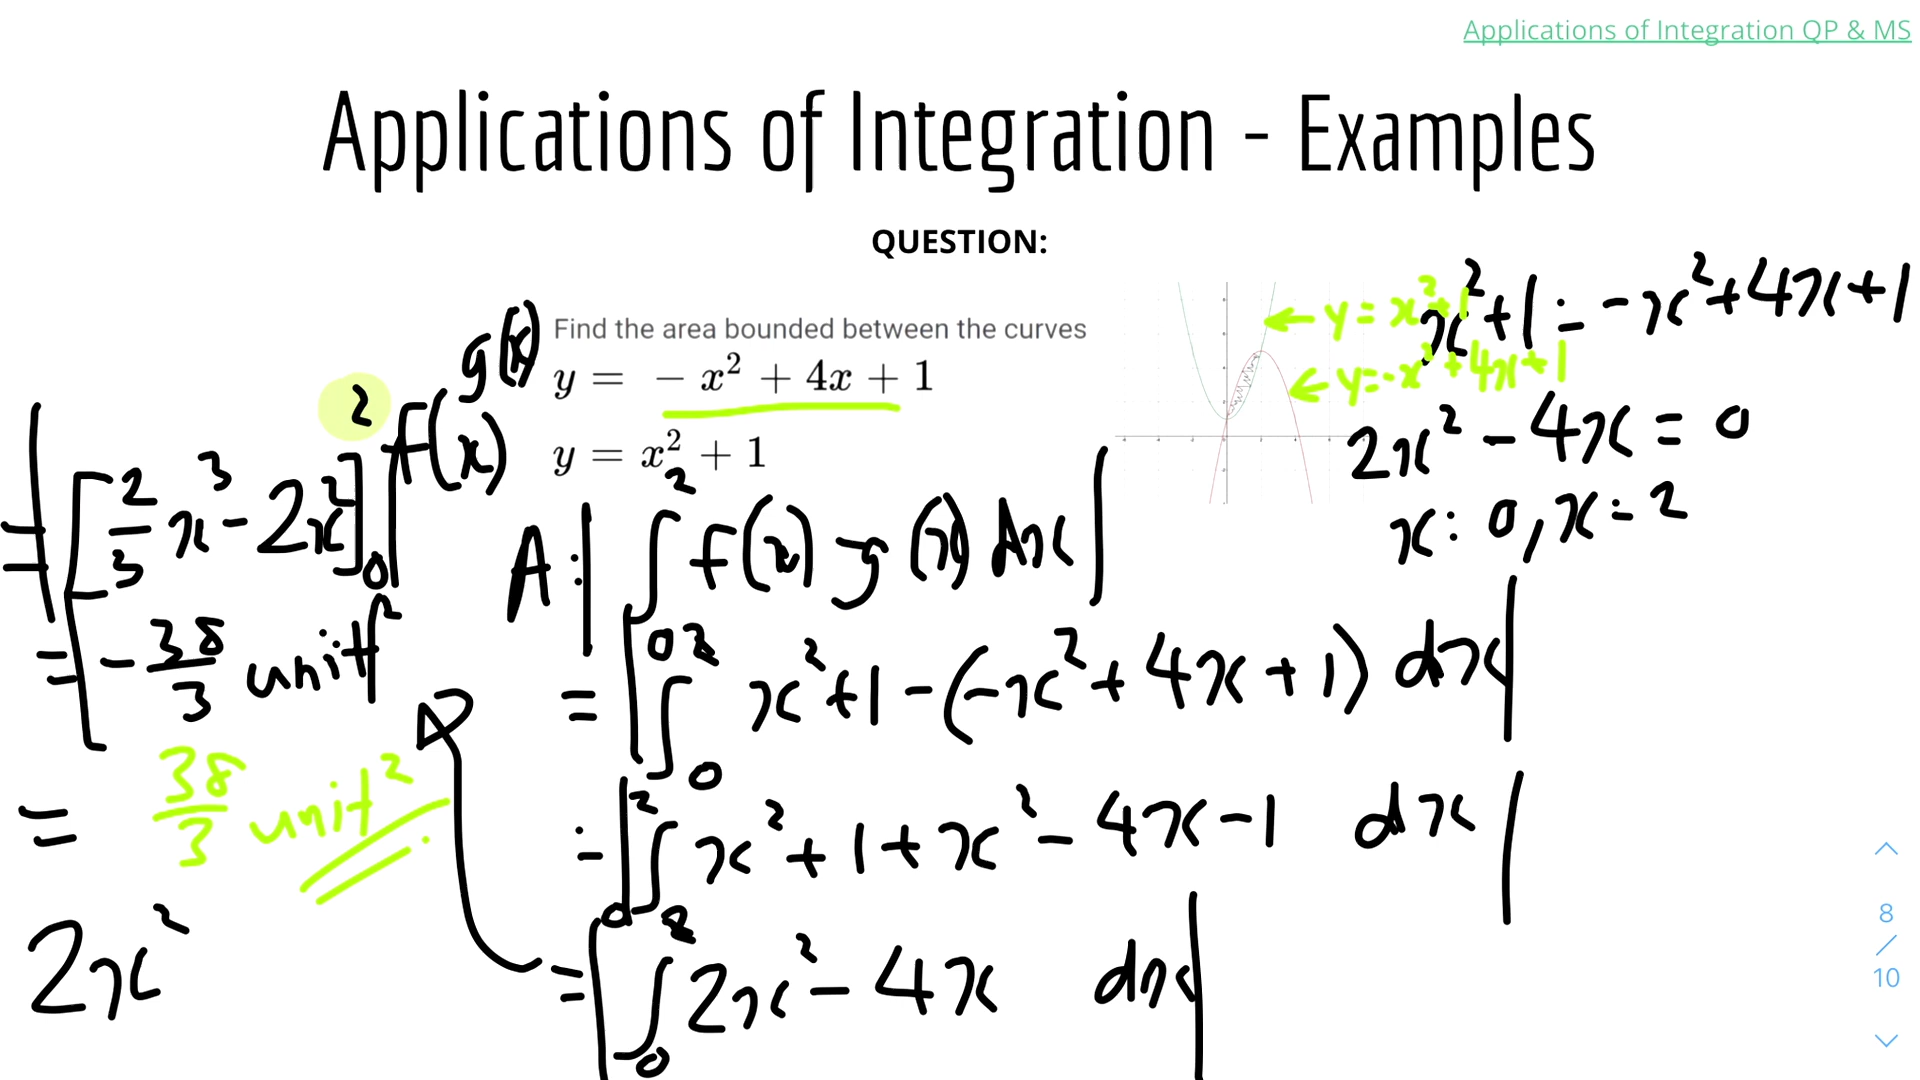 Applications of Integration QP & MS
Applications of Integration - Examples
QUESTION:
Find the area bounded between the curves
g(x) y = − x² + 4x + 1
f(x) y = x² + 1
← y = x²+1
← y=-x²+4x+1
x²+1 = -x²+4x+1
2x² - 4x = 0
x = 0, x = 2
A = |∫₀² f(x) - g(x) dx|
= |∫₀² x²+1-(-x²+4x+1) dx|
= |∫₀² x²+1+x²-4x-1 dx|
= |∫₀² 2x²-4x dx|
= |[2/3 x³ - 2x²]₀²|
= |-38/3 unit²|
= 38/3 unit²
2x²
8
/
10